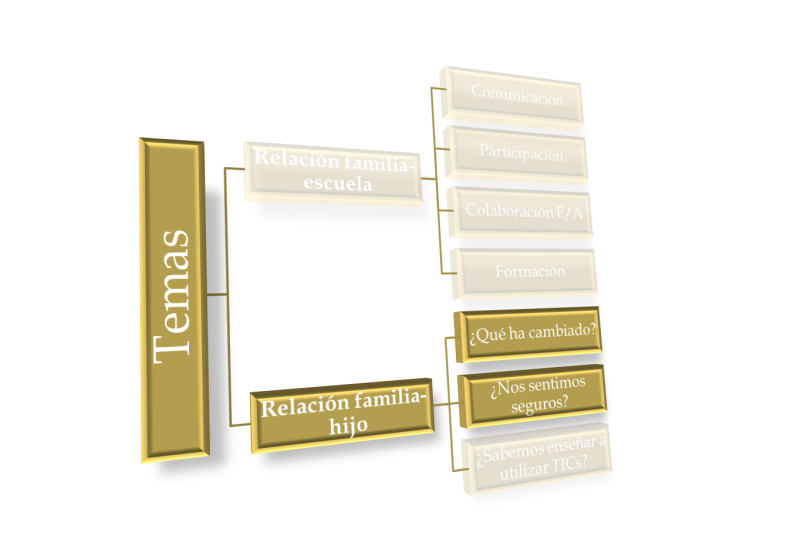 Temas
Relación familia-
escuela
Comunicación
Participación
Colaboración E/A
Formación
Relación familia-
hijo
¿Qué ha cambiado?
¿Nos sentimos
seguros?
¿Sabemos enseñar a
utilizar TICs?